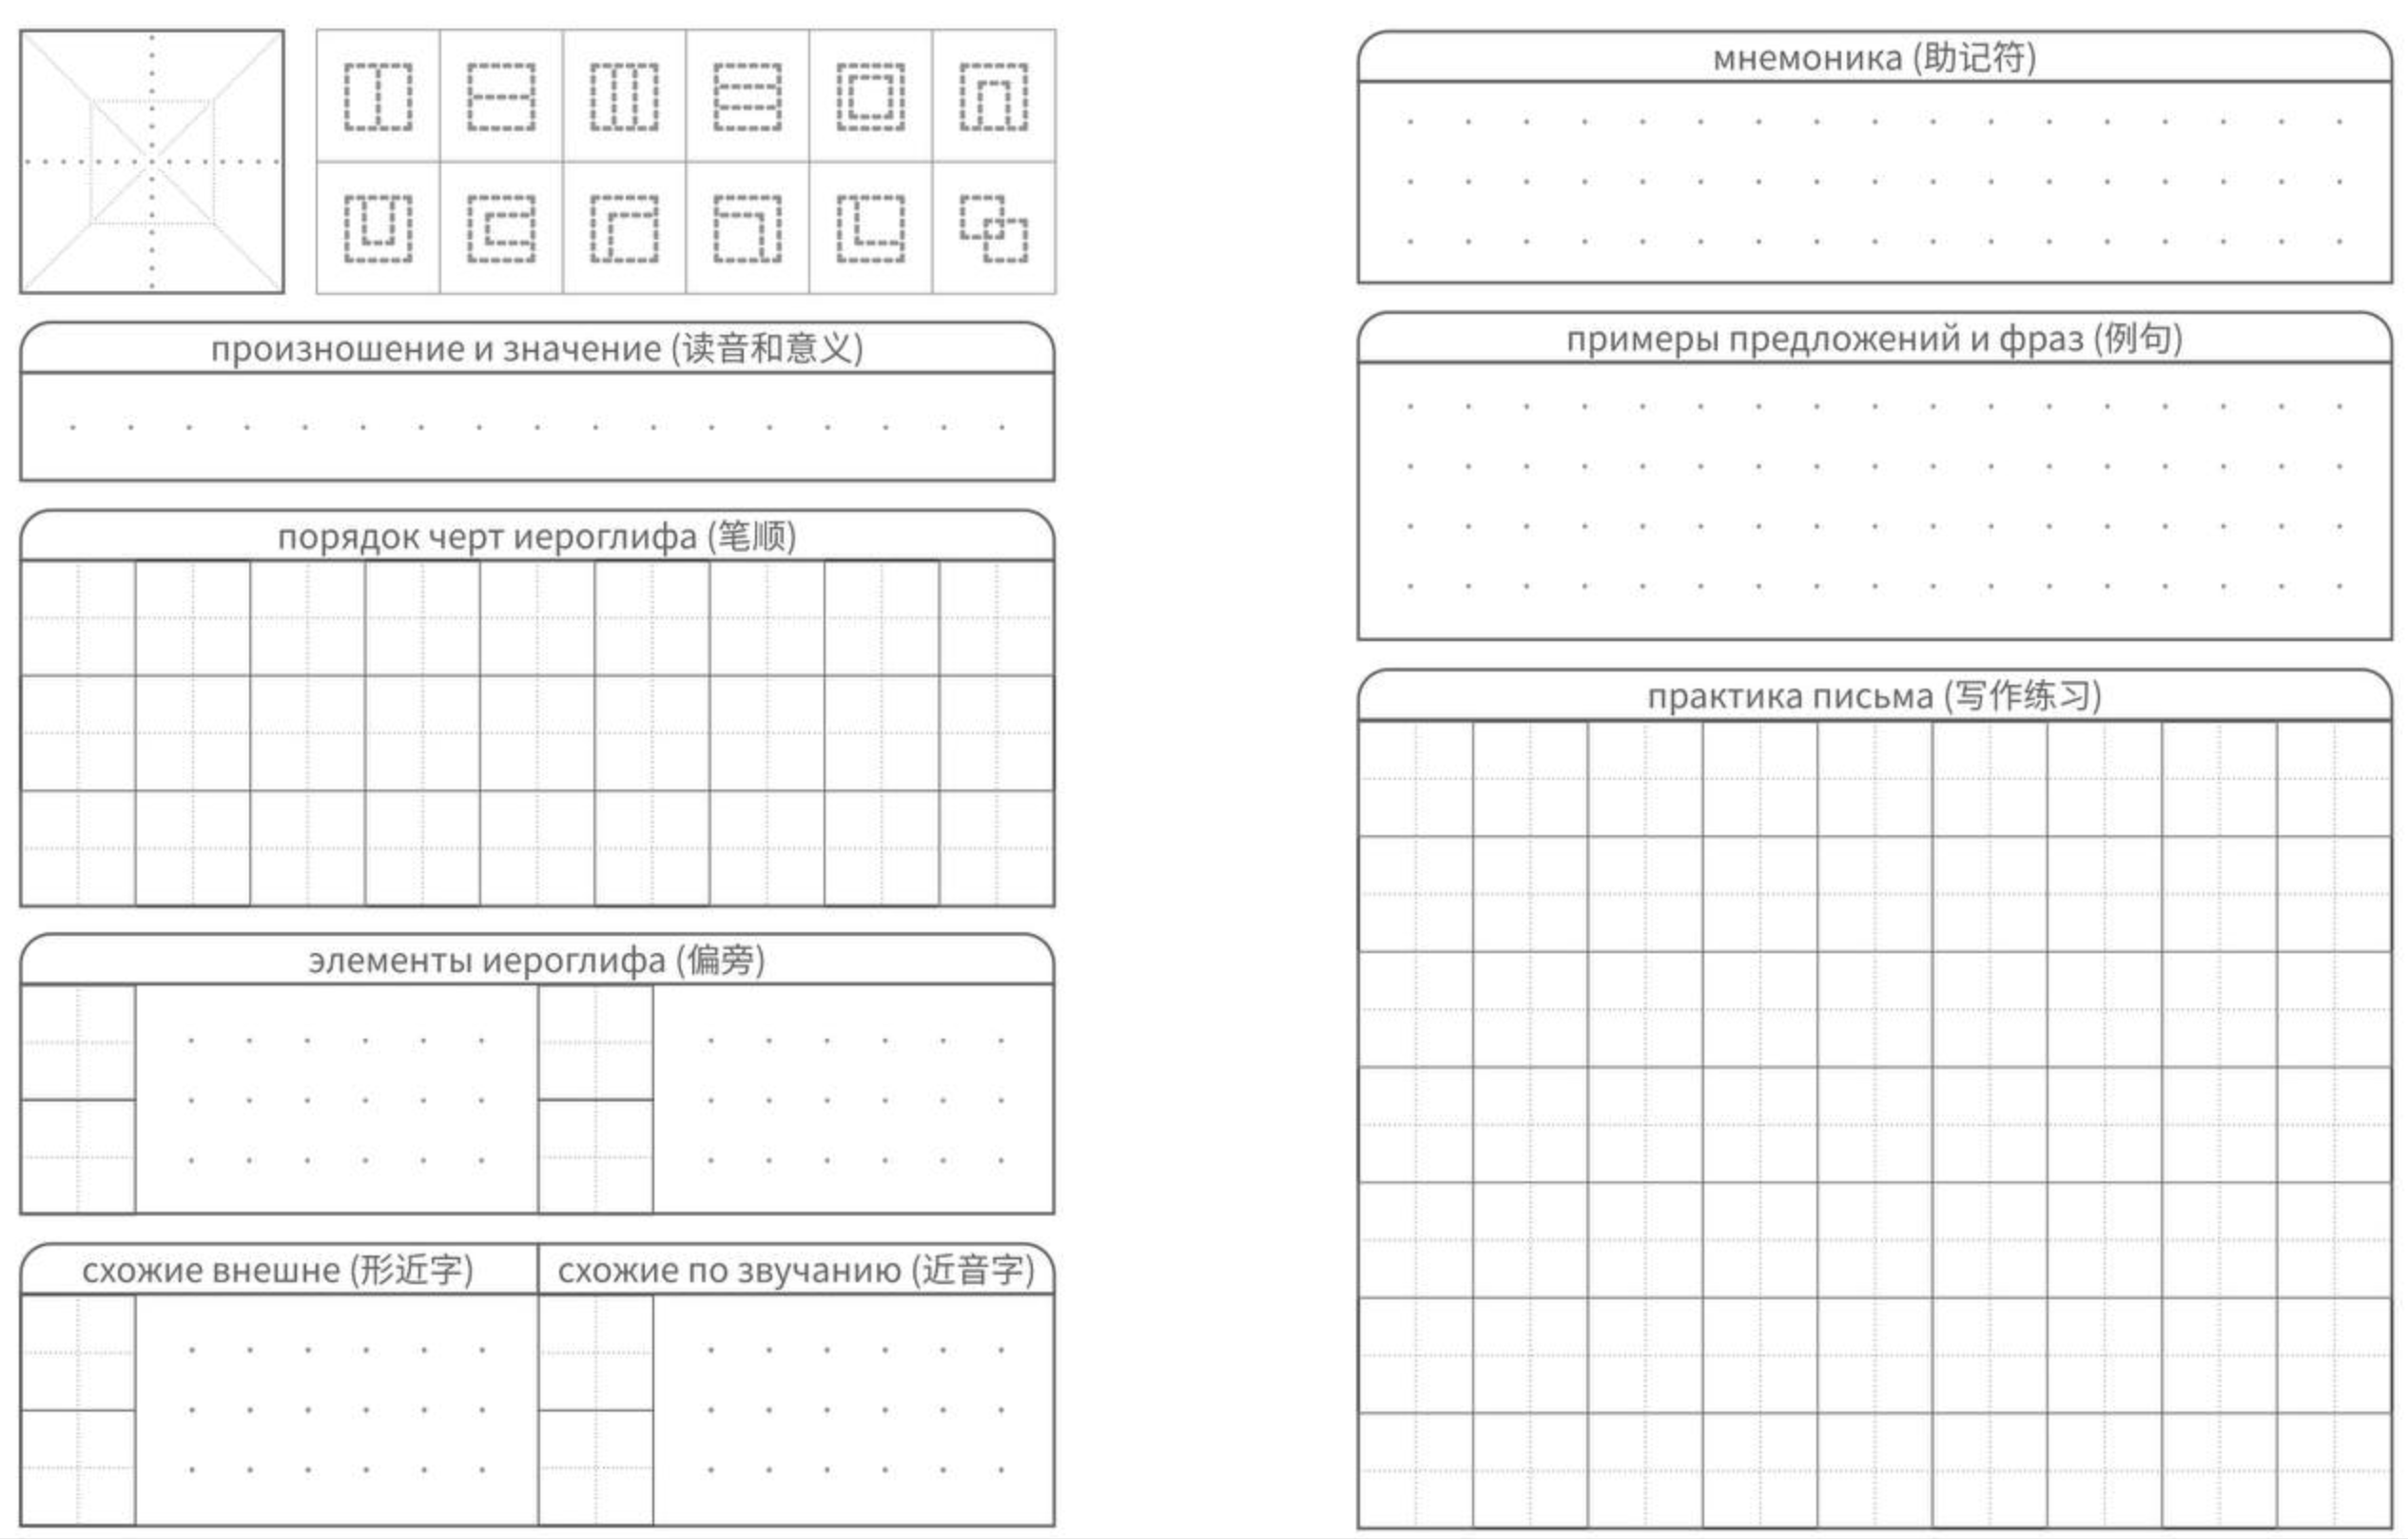 произношение и значение (读音和意义)
порядок черт иероглифа (笔顺)
элементы иероглифа (偏旁)
схожие внешне (形近字)
схожие по звучанию (近音字)
мнемоника (助记符)
примеры предложений и фраз (例句)
практика письма (写作练习)